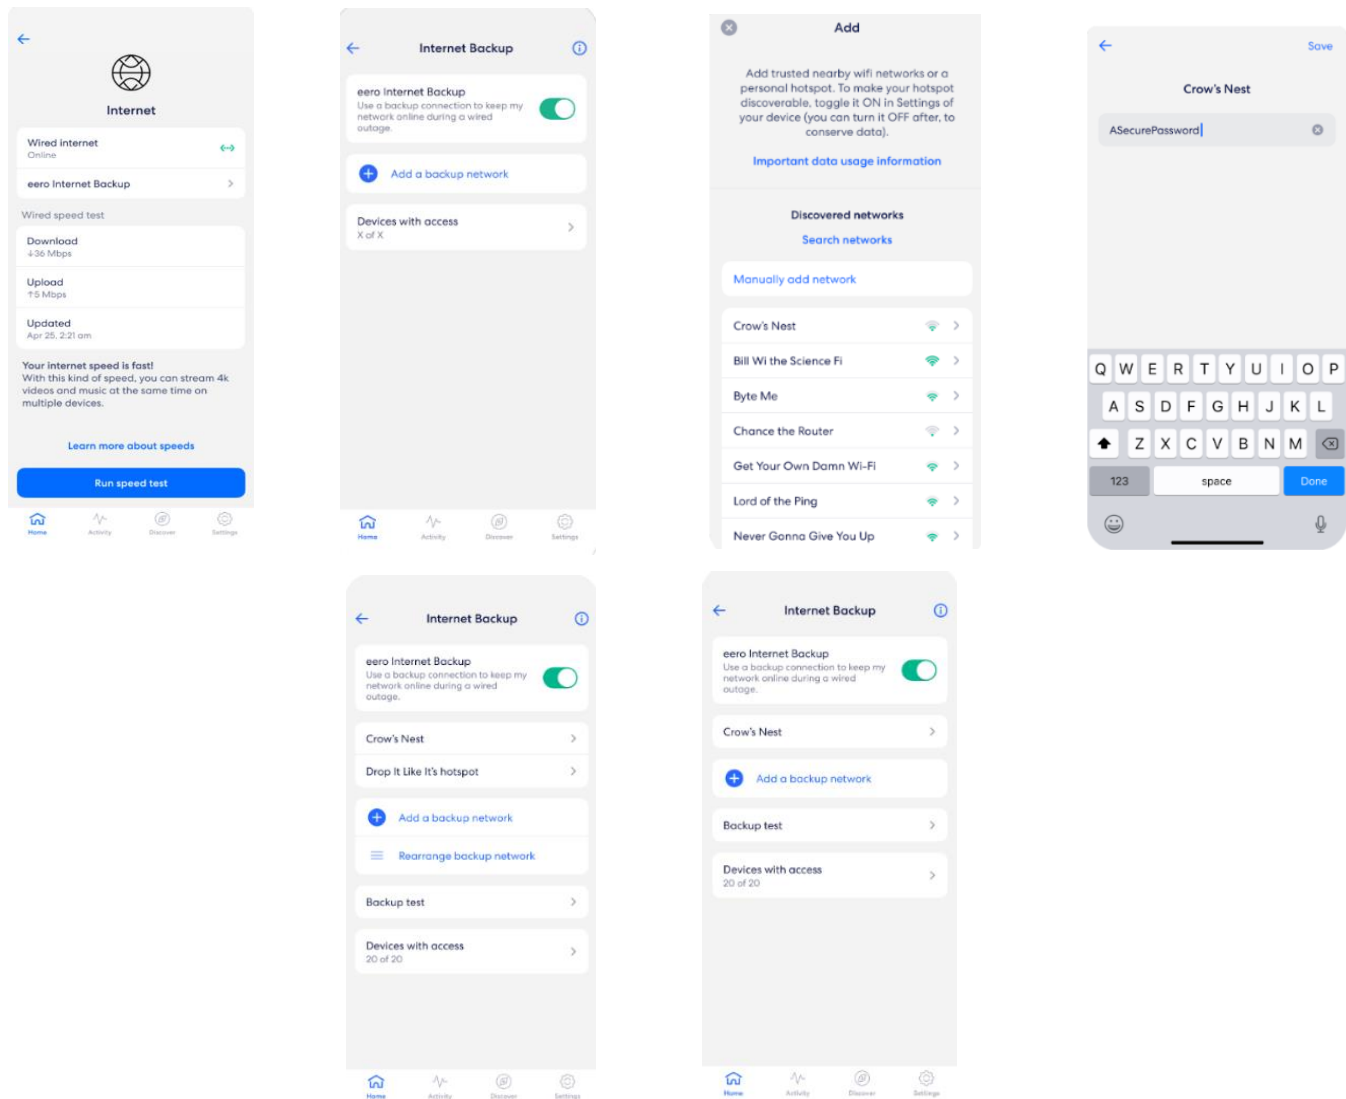 Internet
Wired internet
Online
eero Internet Backup
Wired speed test
Download
↓36 Mbps
Upload
↑5 Mbps
Updated
Apr 25, 2:21 am
Your internet speed is fast!
With this kind of speed, you can stream 4k
videos and music at the same time on
multiple devices.
Learn more about speeds
Run speed test
Home Activity Discover Settings
Internet Backup
eero Internet Backup
Use a backup connection to keep my
network online during a wired
outage.
Add a backup network
Devices with access
X of X
Home Activity Discover Settings
Add
Add trusted nearby wifi networks or a
personal hotspot. To make your hotspot
discoverable, toggle it ON in Settings of
your device (you can turn it OFF after, to
conserve data).
Important data usage information
Discovered networks
Search networks
Manually add network
Crow's Nest
Bill Wi the Science Fi
Byte Me
Chance the Router
Get Your Own Damn Wi-Fi
Lord of the Ping
Never Gonna Give You Up
Save
Crow's Nest
ASecurePassword
Q W E R T Y U I O P
A S D F G H J K L
Z X C V B N M
123 space Done
Internet Backup
eero Internet Backup
Use a backup connection to keep my
network online during a wired
outage.
Crow's Nest
Drop It Like It's hotspot
Add a backup network
Rearrange backup network
Backup test
Devices with access
20 of 20
Home Activity Discover Settings
Internet Backup
eero Internet Backup
Use a backup connection to keep my
network online during a wired
outage.
Crow's Nest
Add a backup network
Backup test
Devices with access
20 of 20
Home Activity Discover Settings